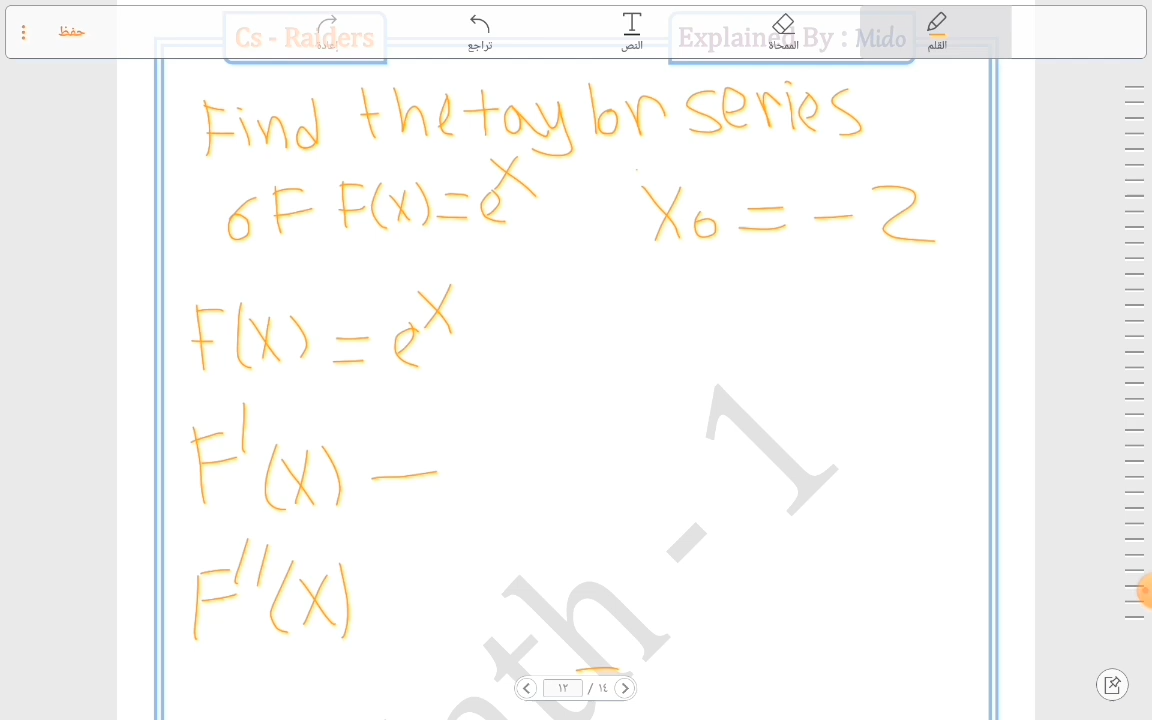 حفظ
إعادة
تراجع
النص
الممحاة
القلم
Cs - Raiders
Explained By : Mido
Find the taylor series
of F(x)=e^x x₀ = -2
F(x) = e^x
F'(x) —
F''(x)
ath - 1
١٢ / ١٤